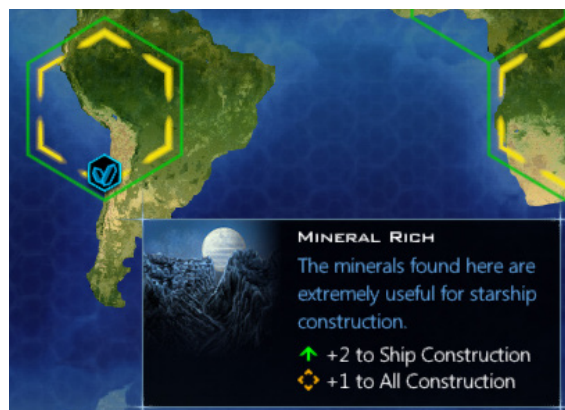 MINERAL RICH
The minerals found here are
extremely useful for starship
construction.
+2 to Ship Construction
+1 to All Construction